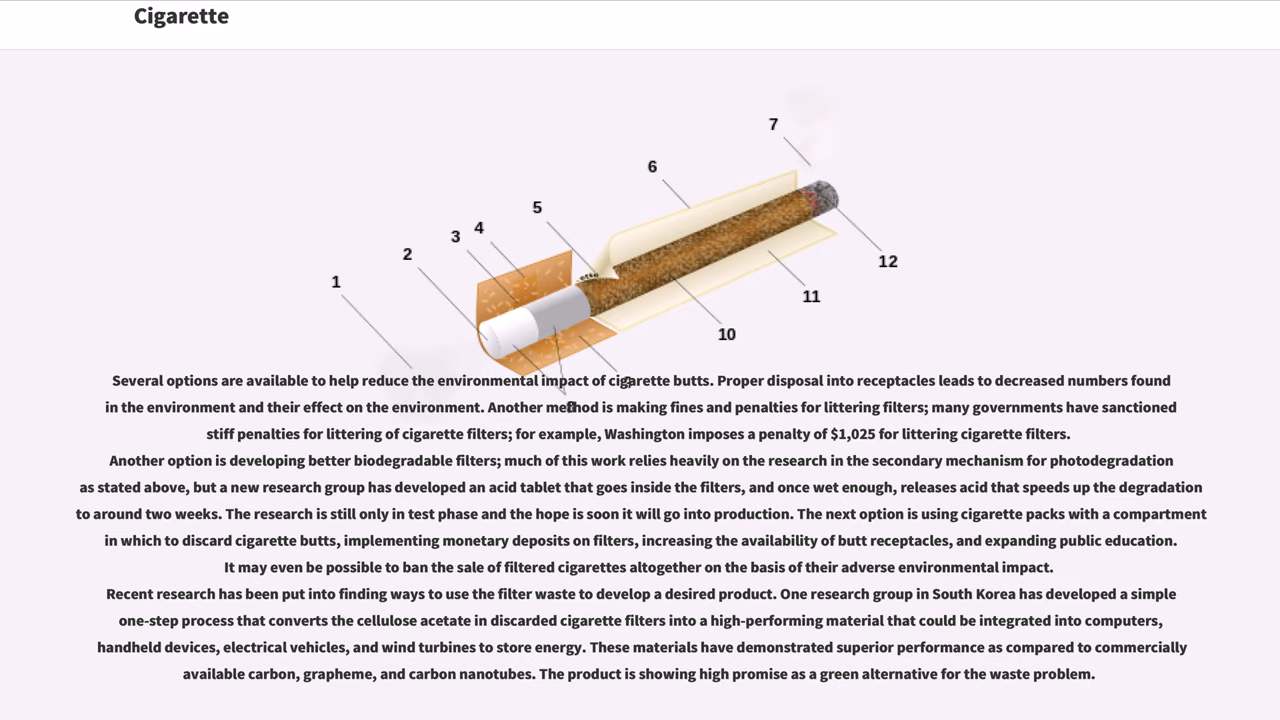 Cigarette
7
6
5
4
3
2
1
12
11
10
ette
Several options are available to help reduce the environmental impact of cigarette butts. Proper disposal into receptacles leads to decreased numbers found
in the environment and their effect on the environment. Another method is making fines and penalties for littering filters; many governments have sanctioned
stiff penalties for littering of cigarette filters; for example, Washington imposes a penalty of $1,025 for littering cigarette filters.
Another option is developing better biodegradable filters; much of this work relies heavily on the research in the secondary mechanism for photodegradation
as stated above, but a new research group has developed an acid tablet that goes inside the filters, and once wet enough, releases acid that speeds up the degradation
to around two weeks. The research is still only in test phase and the hope is soon it will go into production. The next option is using cigarette packs with a compartment
in which to discard cigarette butts, implementing monetary deposits on filters, increasing the availability of butt receptacles, and expanding public education.
It may even be possible to ban the sale of filtered cigarettes altogether on the basis of their adverse environmental impact.
Recent research has been put into finding ways to use the filter waste to develop a desired product. One research group in South Korea has developed a simple
one-step process that converts the cellulose acetate in discarded cigarette filters into a high-performing material that could be integrated into computers,
handheld devices, electrical vehicles, and wind turbines to store energy. These materials have demonstrated superior performance as compared to commercially
available carbon, grapheme, and carbon nanotubes. The product is showing high promise as a green alternative for the waste problem.